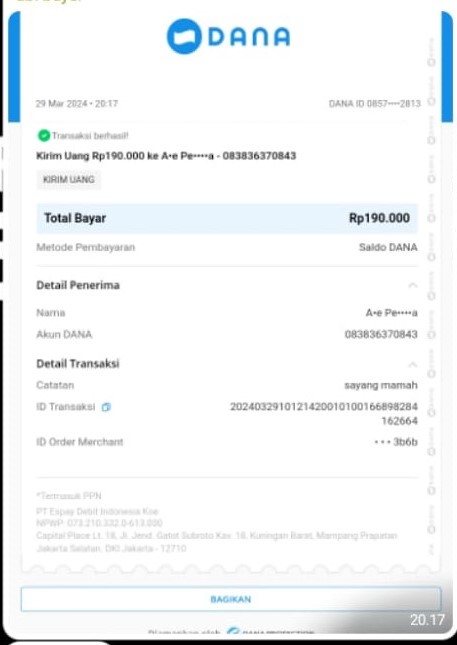 DANA
29 Mar 2024 • 20:17
DANA ID 0857····2813
Transaksi berhasil!
Kirim Uang Rp190.000 ke A•e Pe••••a - 083836370843
KIRIM UANG
Total Bayar
Rp190.000
Metode Pembayaran
Saldo DANA
Detail Penerima
Nama
A•e Pe••••a
Akun DANA
083836370843
Detail Transaksi
Catatan
sayang mamah
ID Transaksi
2024032910121420010100166898284
162664
ID Order Merchant
••• 3b6b
*Termasuk PPN
PT Espay Debit Indonesia Koe
NPWP: 073.210.332.0-613.000
Capital Place Lt. 18, Jl. Jend. Gatot Subroto Kav. 18, Kuningan Barat, Mampang Prapatan
Jakarta Selatan, DKI Jakarta - 12710
BAGIKAN
20.17